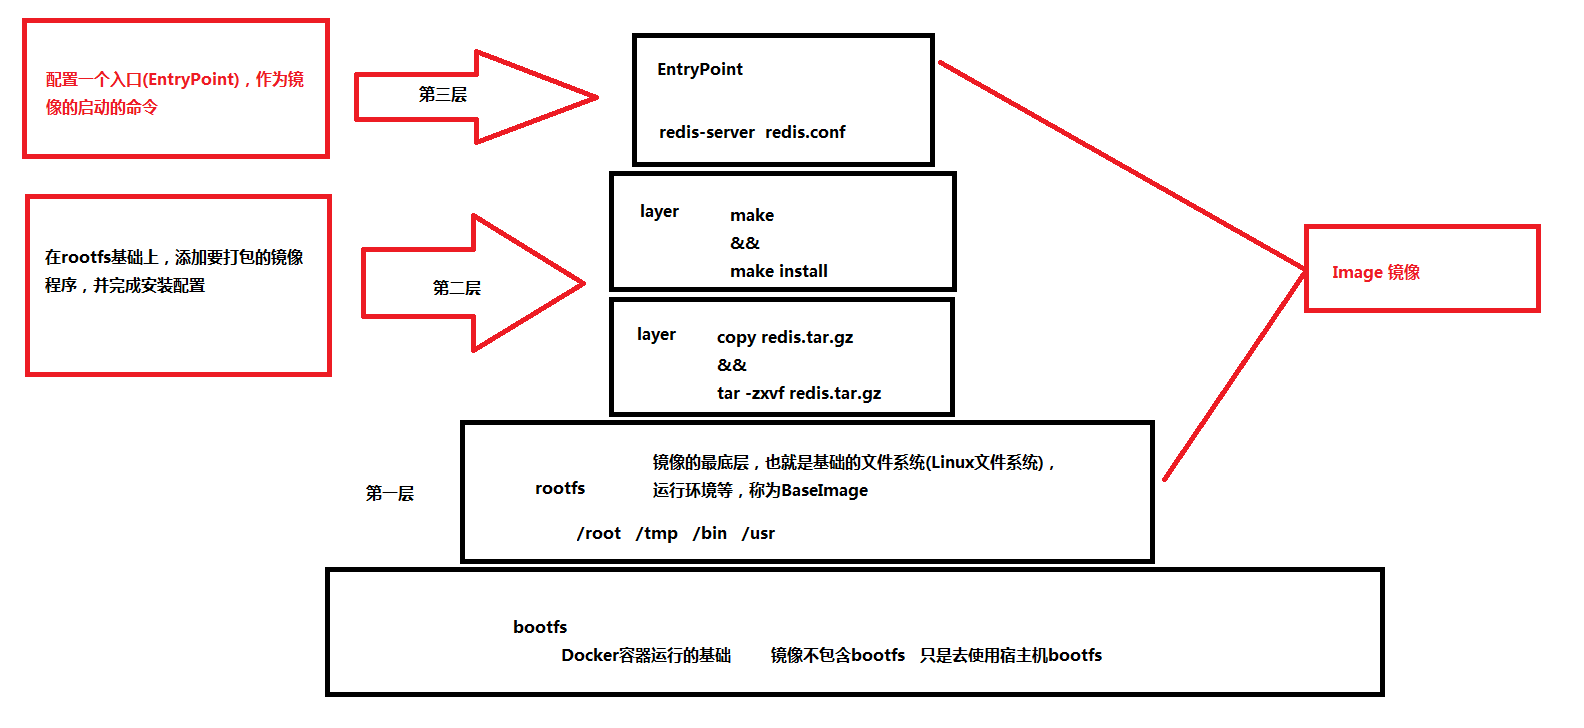 配置一个入口(EntryPoint)，作为镜
像的启动的命令
第三层
EntryPoint
redis-server  redis.conf
在rootfs基础上，添加要打包的镜像
程序，并完成安装配置
第二层
layer
make
&&
make install
layer
copy redis.tar.gz
&&
tar -zxvf redis.tar.gz
Image 镜像
第一层
rootfs
镜像的最底层，也就是基础的文件系统(Linux文件系统)，
运行环境等，称为BaseImage
/root  /tmp  /bin  /usr
bootfs
Docker容器运行的基础  镜像不包含bootfs  只是去使用宿主机bootfs